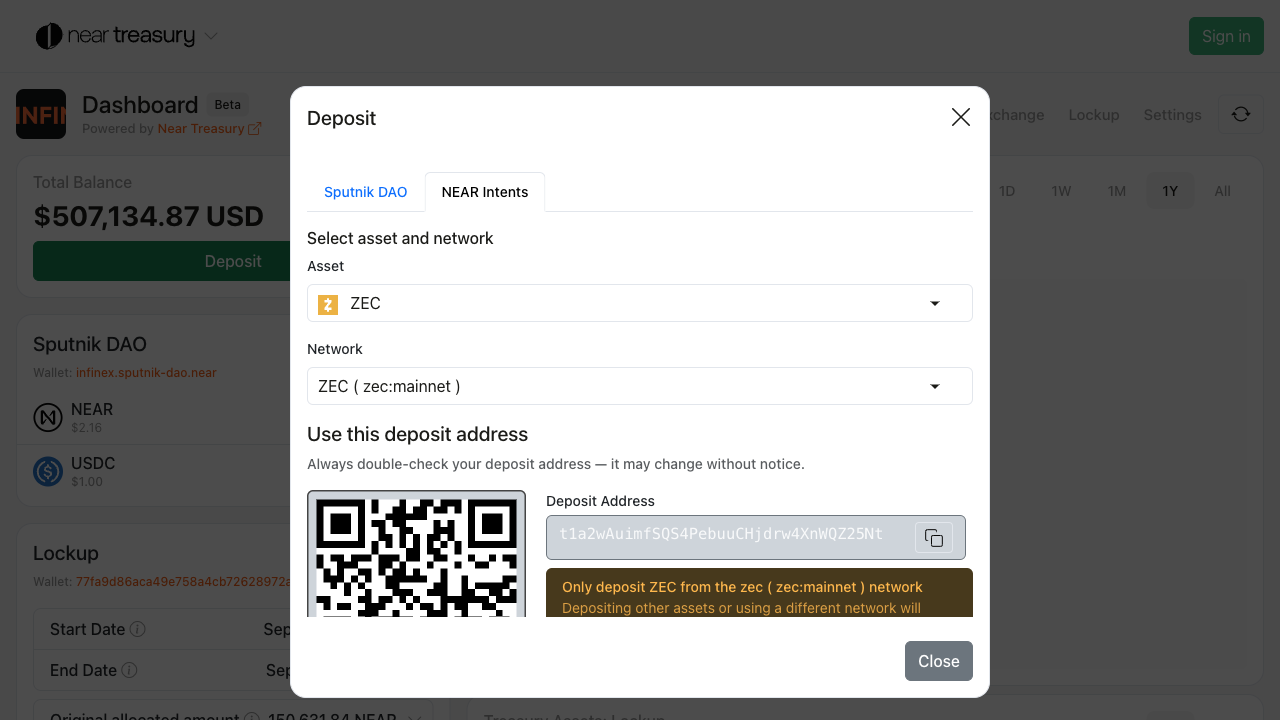 near treasury
Sign in
INFIN
Dashboard Beta
Powered by Near Treasury
xchange Lockup Settings
Total Balance
$507,134.87 USD
Deposit
1D 1W 1M 1Y All
Sputnik DAO
Wallet: infinex.sputnik-dao.near
NEAR
$2.16
USDC
$1.00
Lockup
Wallet: 77fa9d86aca49e758a4cb72628972a
Start Date Sep
End Date Sep
Original allocated amount 150,631.84 NEAR
Treasury Assets: Lockup
Deposit
Sputnik DAO NEAR Intents
Select asset and network
Asset
ZEC
Network
ZEC ( zec:mainnet )
Use this deposit address
Always double-check your deposit address — it may change without notice.
Deposit Address
t1a2wAuimfSQS4PebuuCHjdrw4XnWQZ25Nt
Only deposit ZEC from the zec ( zec:mainnet ) network
Depositing other assets or using a different network will
Close